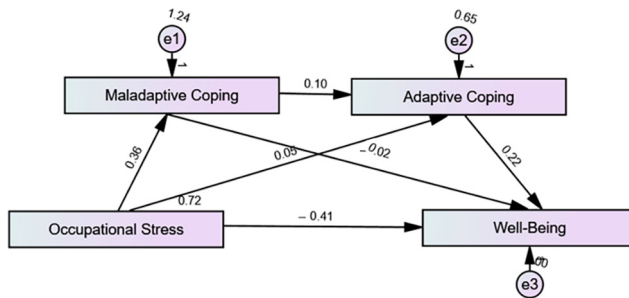 1.24
0.65
e1
e2
1
1
Maladaptive Coping
0.10
Adaptive Coping
0.36
0.05
-0.02
0.22
0.72
Occupational Stress
- 0.41
Well-Being
e3